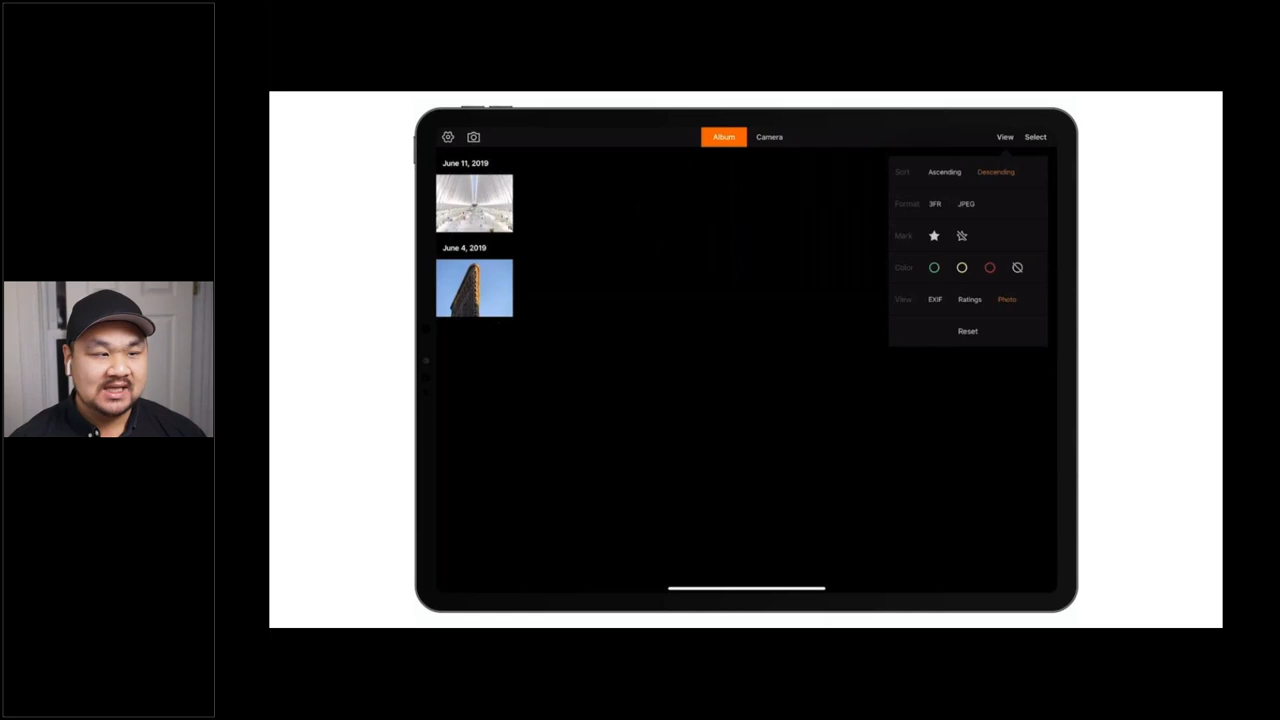 Album Camera View Select
June 11, 2019
June 4, 2019
Sort Ascending Descending
Format 3FR JPEG
Mark
Color
View EXIF Ratings Photo
Reset